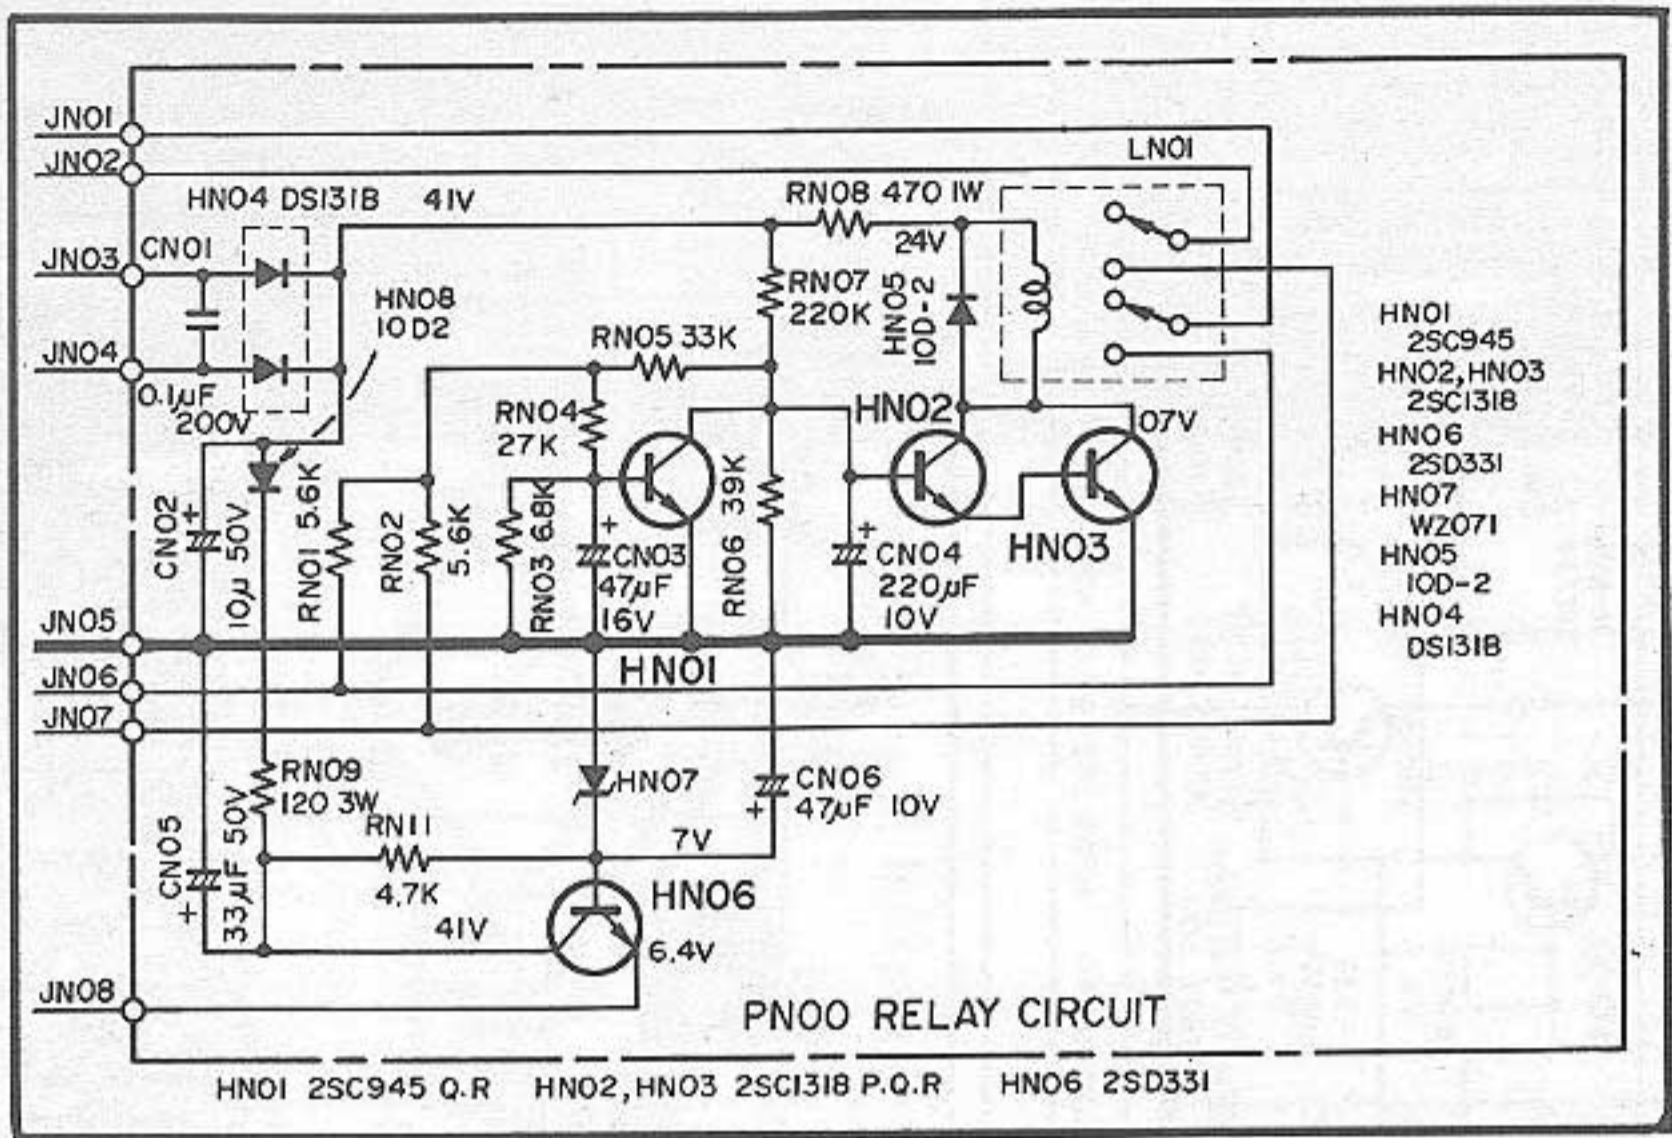 JN01
JN02
LN01
HN04 DS131B
41V
RN08 470 1W
24V
JN03
CN01
HN08
10D2
RN07
220K
HN05
10D-2
RN05 33K
JN04
0.1μF
200V
RN04
27K
HN02
07V
HN01
2SC945
HN02, HN03
2SC1318
HN06
2SD331
HN07
WZ071
HN05
10D-2
HN04
DS131B
CN02
+
10μ 50V
RN01 5.6K
RN02
5.6K
RN03 6.8K
+
CN03
47μF
16V
RN06 39K
+
CN04
220μF
10V
HN03
JN05
HN01
JN06
JN07
RN09
120 3W
HN07
CN06
47μF 10V
+
RN11
4.7K
7V
CN05
+
33μF 50V
HN06
41V
6.4V
JN08
PN00 RELAY CIRCUIT
HN01 2SC945 Q.R HN02, HN03 2SC1318 P.Q.R HN06 2SD331